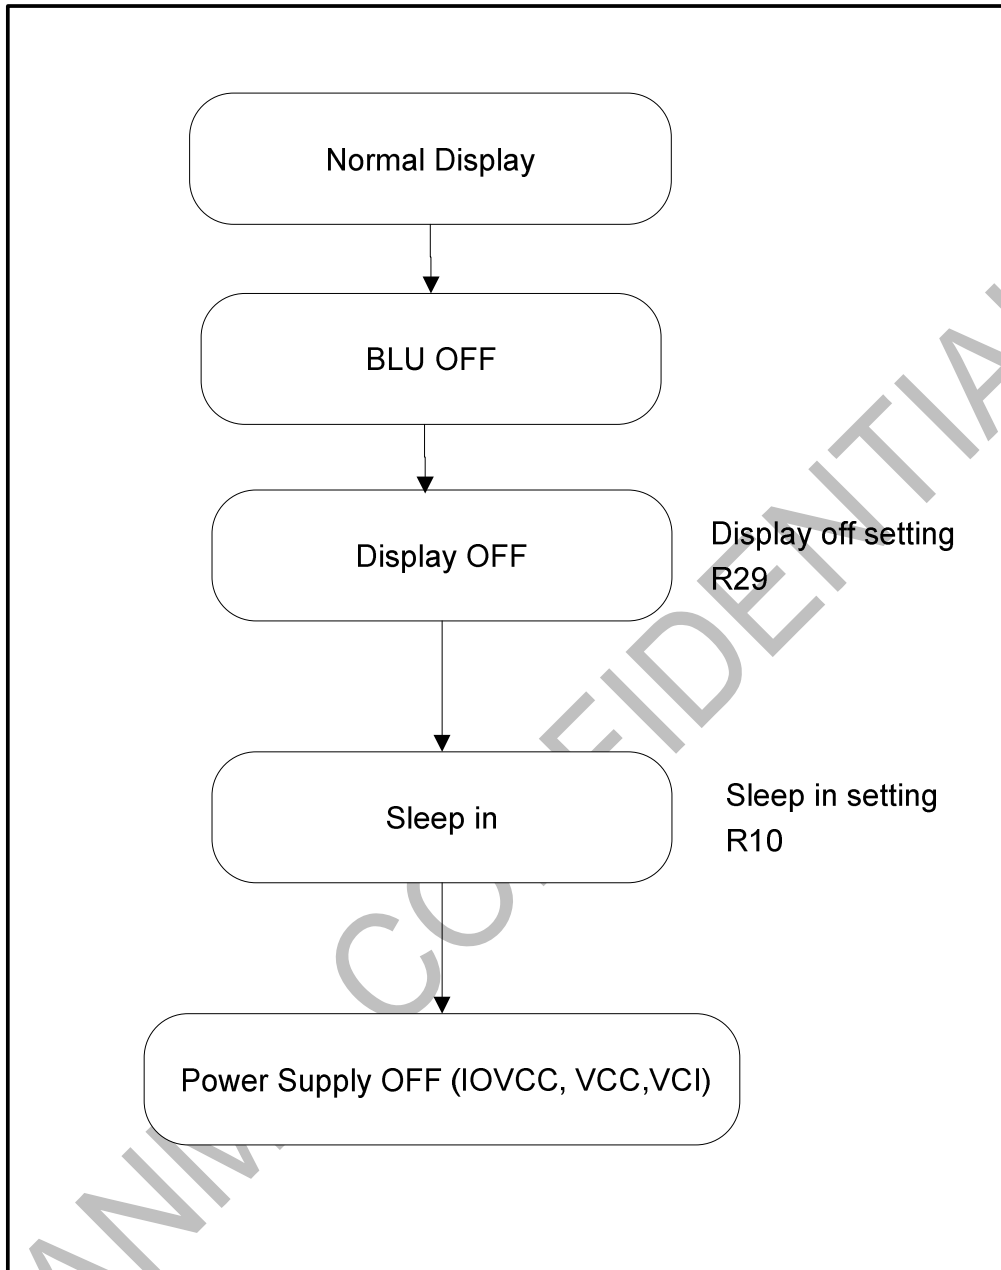 Normal Display
BLU OFF
Display OFF
Display off setting
R29
Sleep in
Sleep in setting
R10
Power Supply OFF (IOVCC, VCC,VCI)